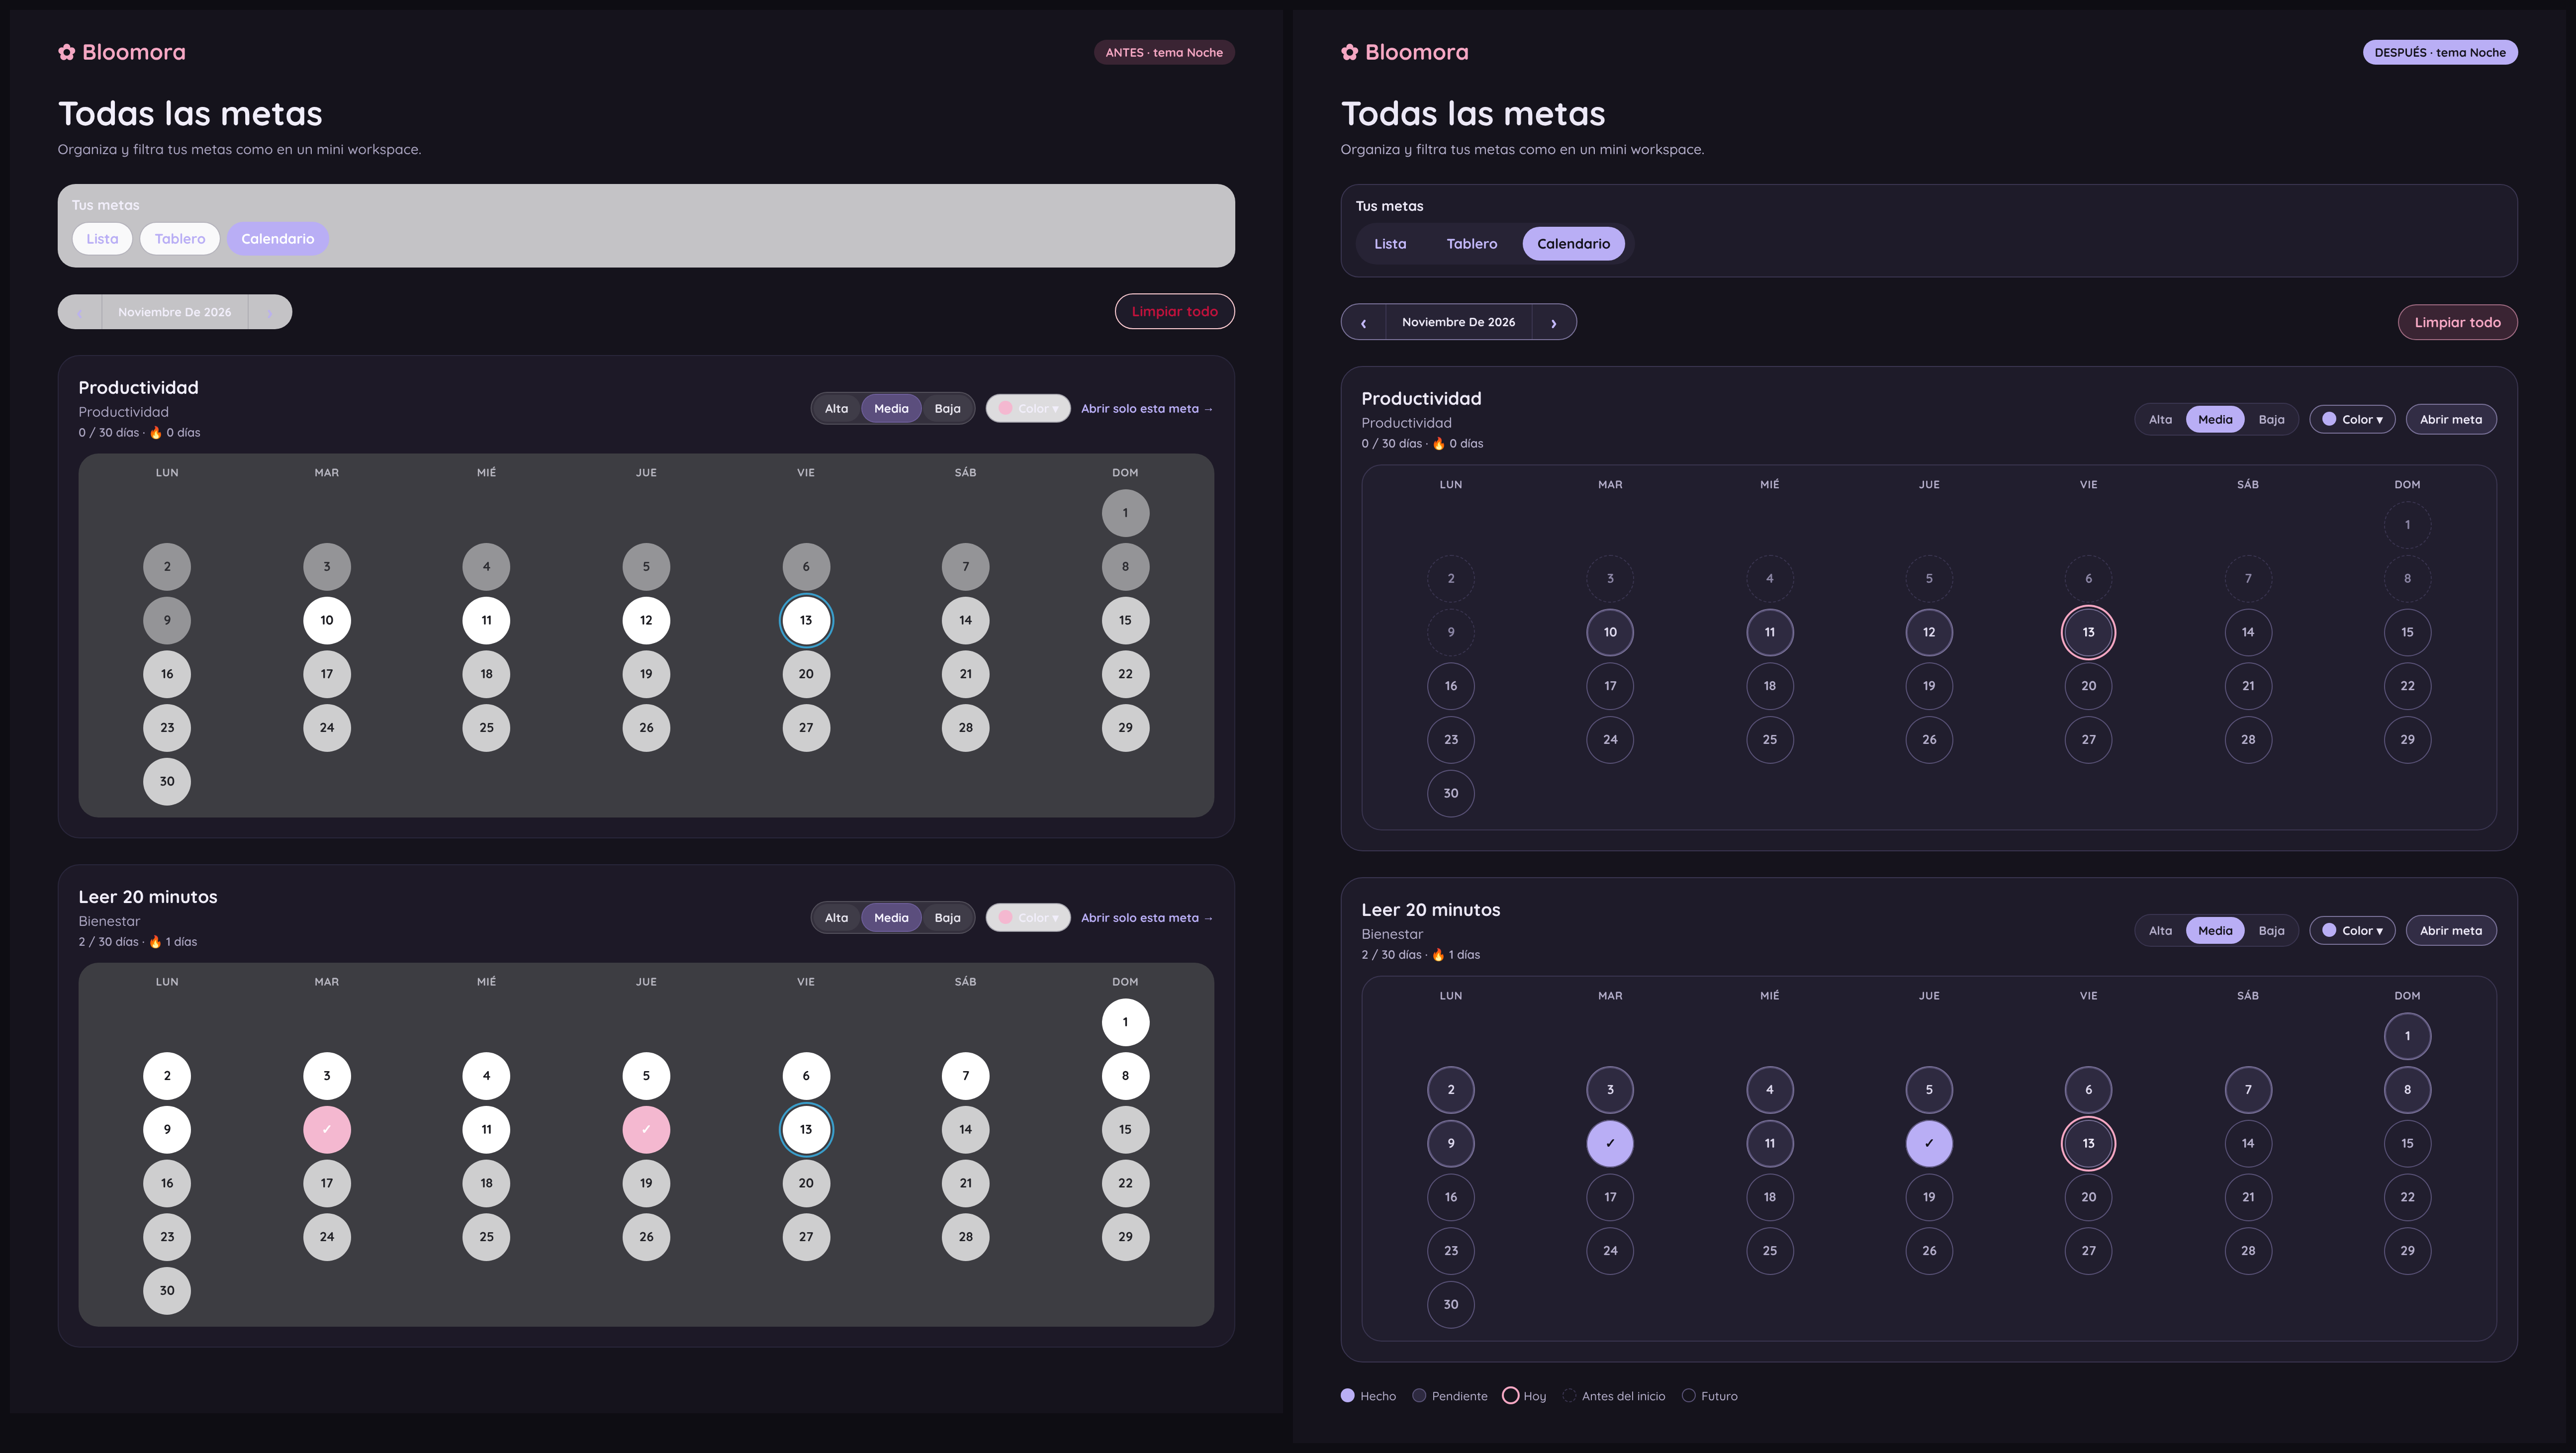 ✿ Bloomora
ANTES · tema Noche
Todas las metas
Organiza y filtra tus metas como en un mini workspace.
Tus metas
Lista Tablero Calendario
‹ Noviembre De 2026 ›
Limpiar todo
Productividad
Productividad
0 / 30 días · 🔥 0 días
Alta Media Baja
Color ▾
Abrir solo esta meta →
LUN MAR MIÉ JUE VIE SÁB DOM
1
2 3 4 5 6 7 8
9 10 11 12 13 14 15
16 17 18 19 20 21 22
23 24 25 26 27 28 29
30
Leer 20 minutos
Bienestar
2 / 30 días · 🔥 1 días
Alta Media Baja
Color ▾
Abrir solo esta meta →
LUN MAR MIÉ JUE VIE SÁB DOM
1
2 3 4 5 6 7 8
9 ✓ 11 ✓ 13 14 15
16 17 18 19 20 21 22
23 24 25 26 27 28 29
30
✿ Bloomora
DESPUÉS · tema Noche
Todas las metas
Organiza y filtra tus metas como en un mini workspace.
Tus metas
Lista Tablero Calendario
‹ Noviembre De 2026 ›
Limpiar todo
Productividad
Productividad
0 / 30 días · 🔥 0 días
Alta Media Baja
Color ▾
Abrir meta
LUN MAR MIÉ JUE VIE SÁB DOM
1
2 3 4 5 6 7 8
9 10 11 12 13 14 15
16 17 18 19 20 21 22
23 24 25 26 27 28 29
30
Leer 20 minutos
Bienestar
2 / 30 días · 🔥 1 días
Alta Media Baja
Color ▾
Abrir meta
LUN MAR MIÉ JUE VIE SÁB DOM
1
2 3 4 5 6 7 8
9 ✓ 11 ✓ 13 14 15
16 17 18 19 20 21 22
23 24 25 26 27 28 29
30
Hecho Pendiente Hoy Antes del inicio Futuro